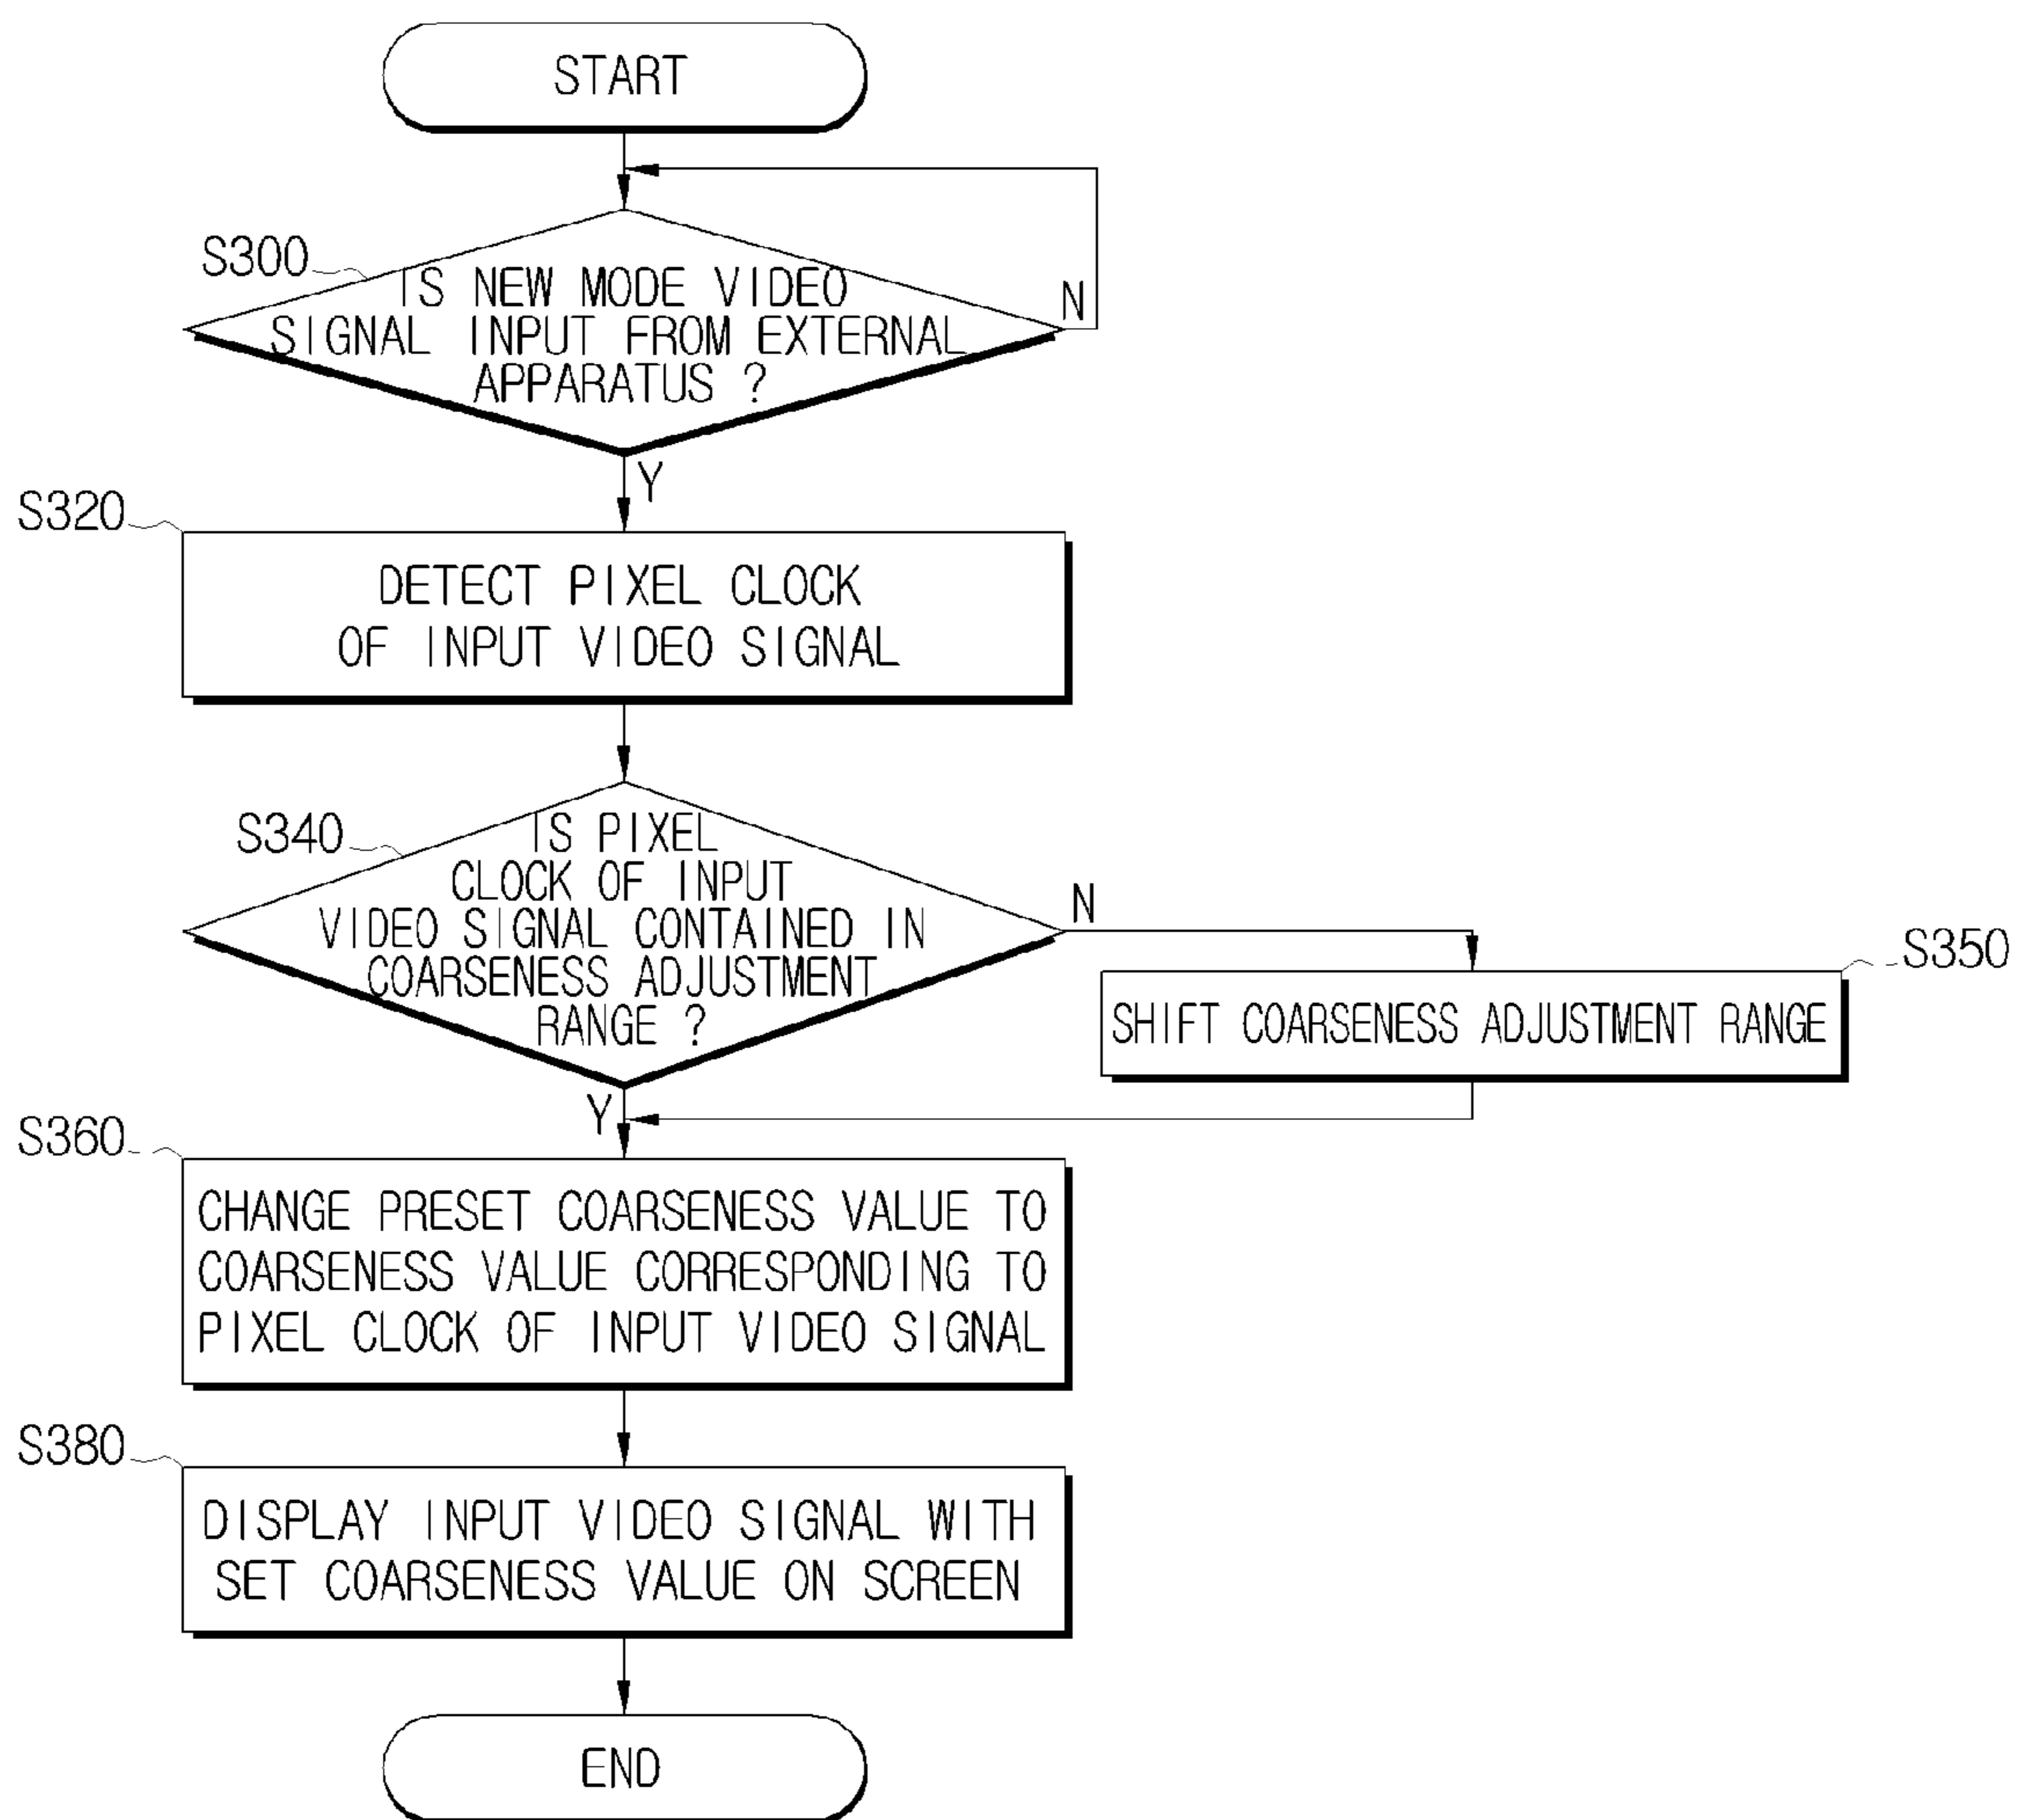 START
S300
IS NEW MODE VIDEO
SIGNAL INPUT FROM EXTERNAL
APPARATUS ?
N
Y
S320
DETECT PIXEL CLOCK
OF INPUT VIDEO SIGNAL
S340
IS PIXEL
CLOCK OF INPUT
VIDEO SIGNAL CONTAINED IN
COARSENESS ADJUSTMENT
RANGE ?
N
S350
SHIFT COARSENESS ADJUSTMENT RANGE
Y
S360
CHANGE PRESET COARSENESS VALUE TO
COARSENESS VALUE CORRESPONDING TO
PIXEL CLOCK OF INPUT VIDEO SIGNAL
S380
DISPLAY INPUT VIDEO SIGNAL WITH
SET COARSENESS VALUE ON SCREEN
END